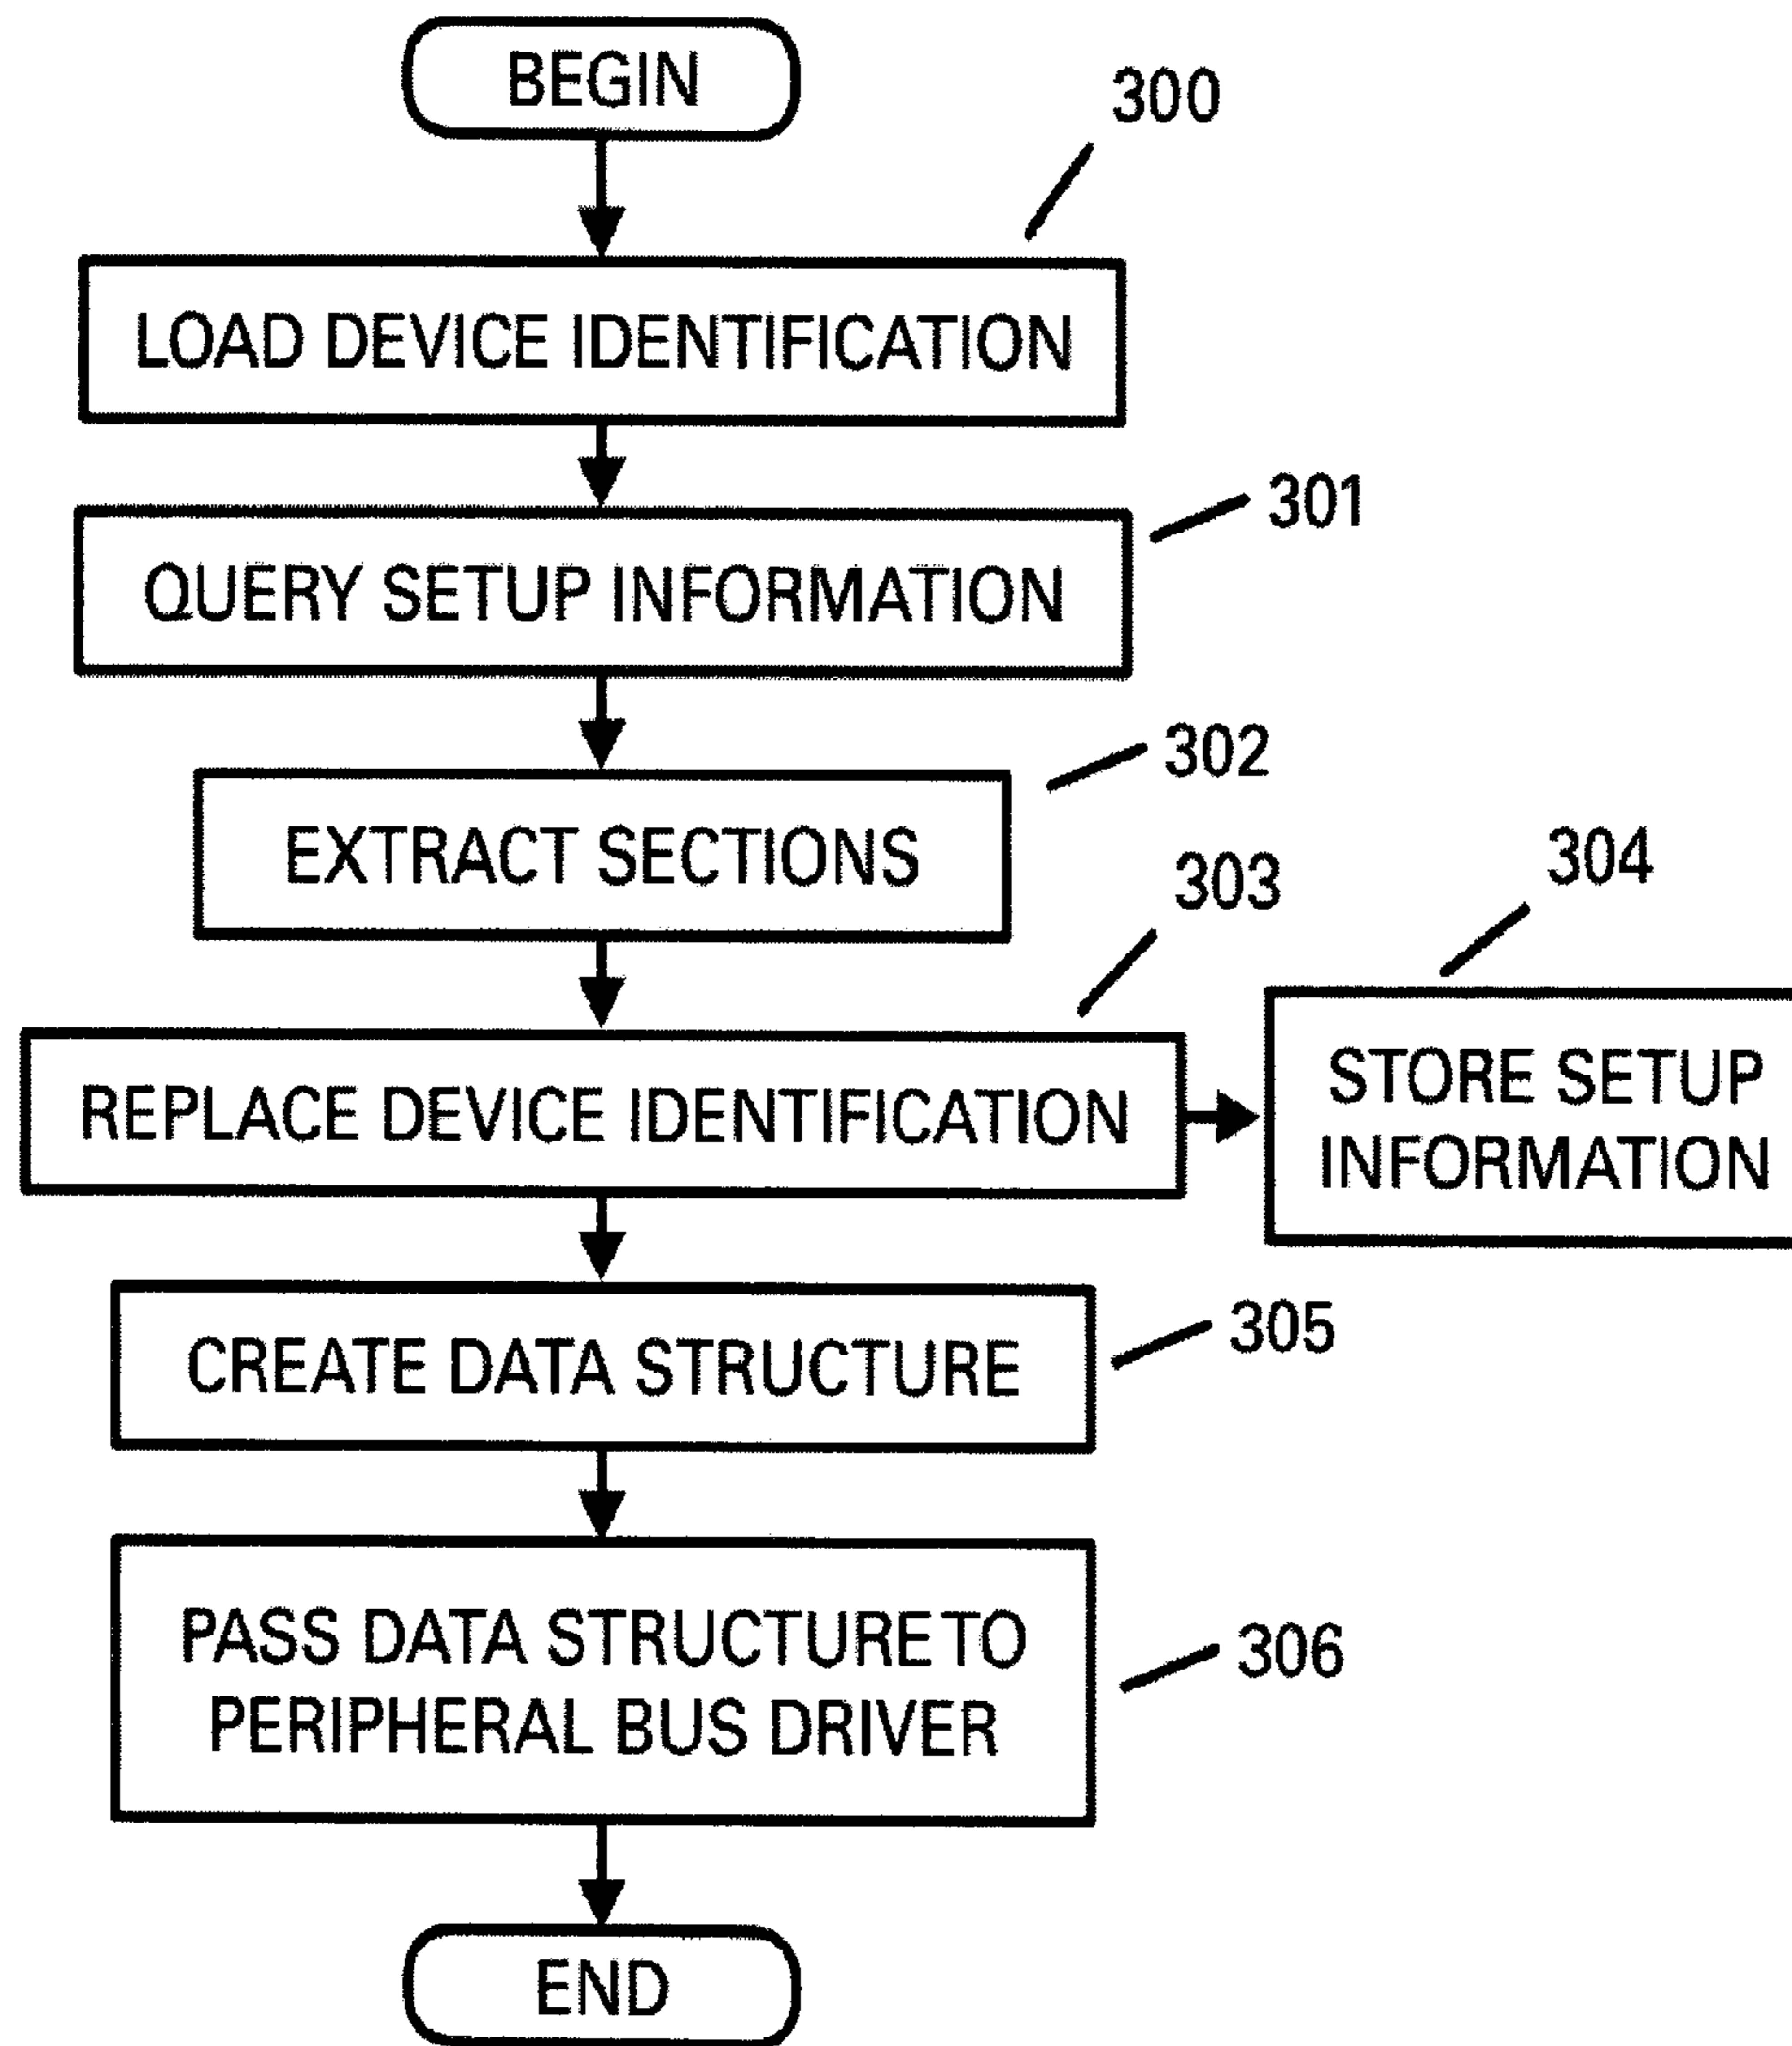 BEGIN
300
LOAD DEVICE IDENTIFICATION
301
QUERY SETUP INFORMATION
302
EXTRACT SECTIONS
303
304
REPLACE DEVICE IDENTIFICATION
STORE SETUP
INFORMATION
305
CREATE DATA STRUCTURE
PASS DATA STRUCTURE TO
PERIPHERAL BUS DRIVER
306
END